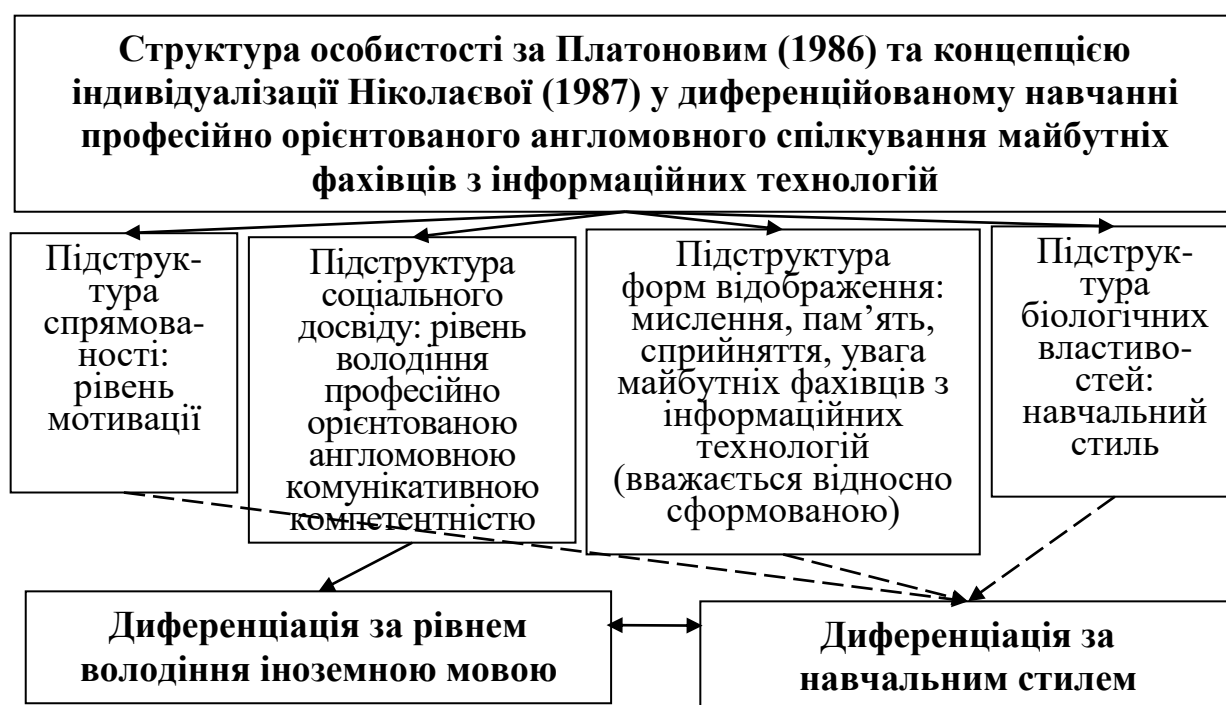 Структура особистості за Платоновим (1986) та концепцією
індивідуалізації Ніколаєвої (1987) у диференційованому навчанні
професійно орієнтованого англомовного спілкування майбутніх
фахівців з інформаційних технологій
Підструк-
тура
спрямова-
ності:
рівень
мотивації
Підструктура
соціального
досвіду: рівень
володіння
професійно
орієнтованою
англомовною
комунікативною
компетентністю
Підструктура
форм відображення:
мислення, пам’ять,
сприйняття, увага
майбутніх фахівців з
інформаційних
технологій
(вважається відносно
сформованою)
Підструк-
тура
біологічних
властиво-
стей:
навчальний
стиль
Диференціація за рівнем
володіння іноземною мовою
Диференціація за
навчальним стилем